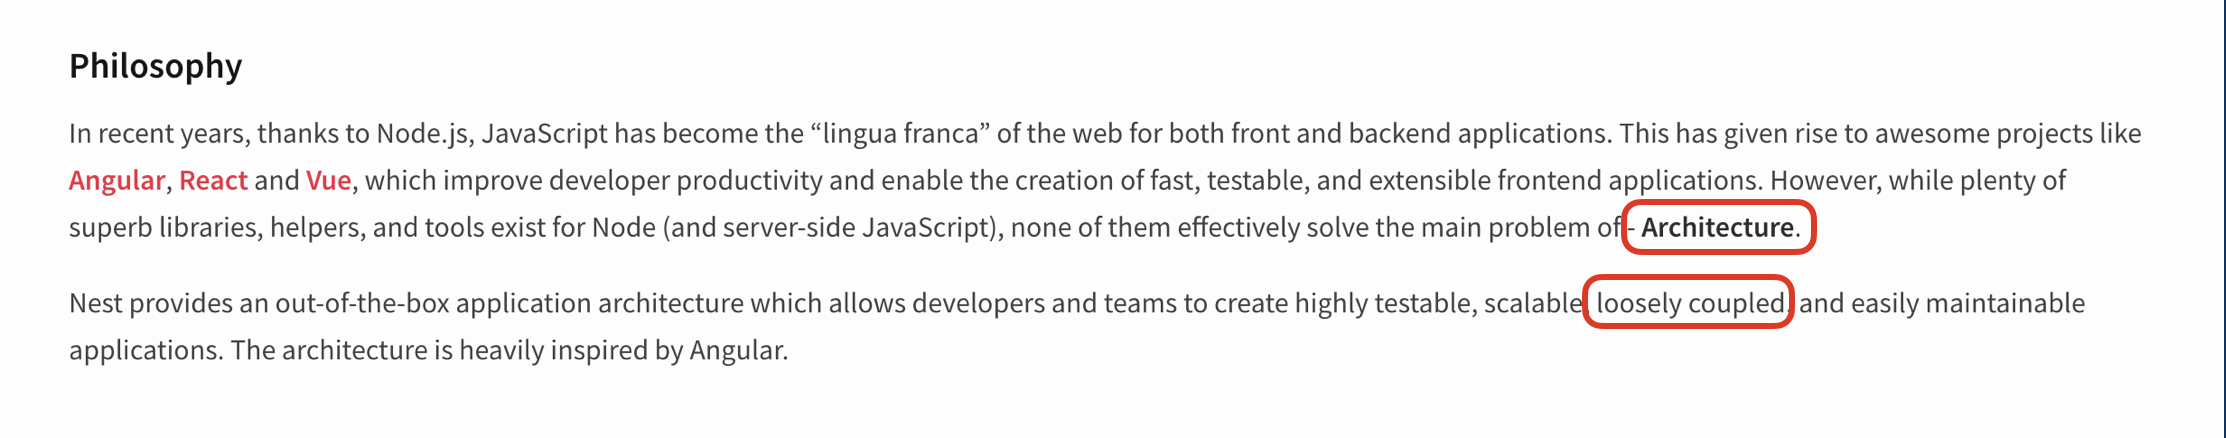 Philosophy
In recent years, thanks to Node.js, JavaScript has become the “lingua franca” of the web for both front and backend applications. This has given rise to awesome projects like
Angular, React and Vue, which improve developer productivity and enable the creation of fast, testable, and extensible frontend applications. However, while plenty of
superb libraries, helpers, and tools exist for Node (and server-side JavaScript), none of them effectively solve the main problem of - Architecture.
Nest provides an out-of-the-box application architecture which allows developers and teams to create highly testable, scalable, loosely coupled, and easily maintainable
applications. The architecture is heavily inspired by Angular.